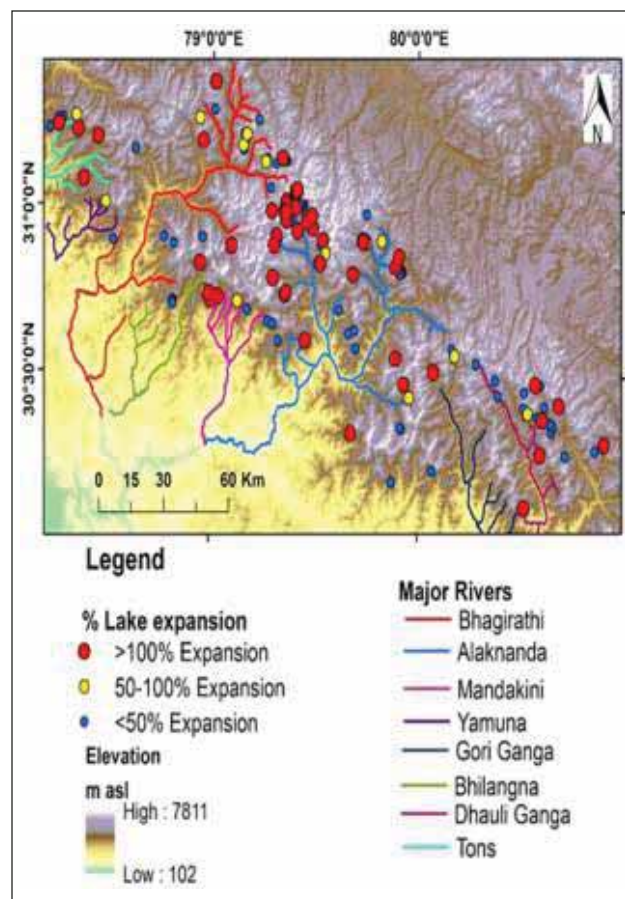 79°0'0"E 80°0'0"E
N
31°0'0"N
30°30'0"N
0 15 30 60 Km
Legend
% Lake expansion
>100% Expansion
50-100% Expansion
<50% Expansion
Elevation
m asl
High : 7811
Low : 102
Major Rivers
Bhagirathi
Alaknanda
Mandakini
Yamuna
Gori Ganga
Bhilangna
Dhauli Ganga
Tons